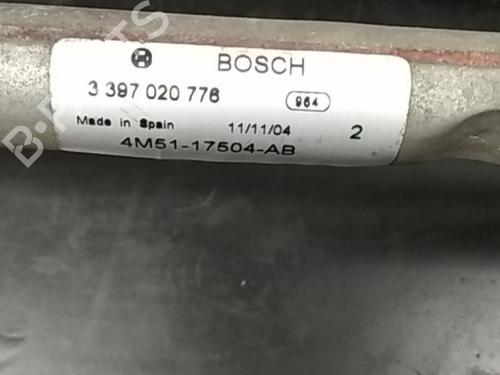 BOSCH
3 397 020 776
964
Made in Spain 11/11/04 2
4M51-17504-AB
B-PARTS